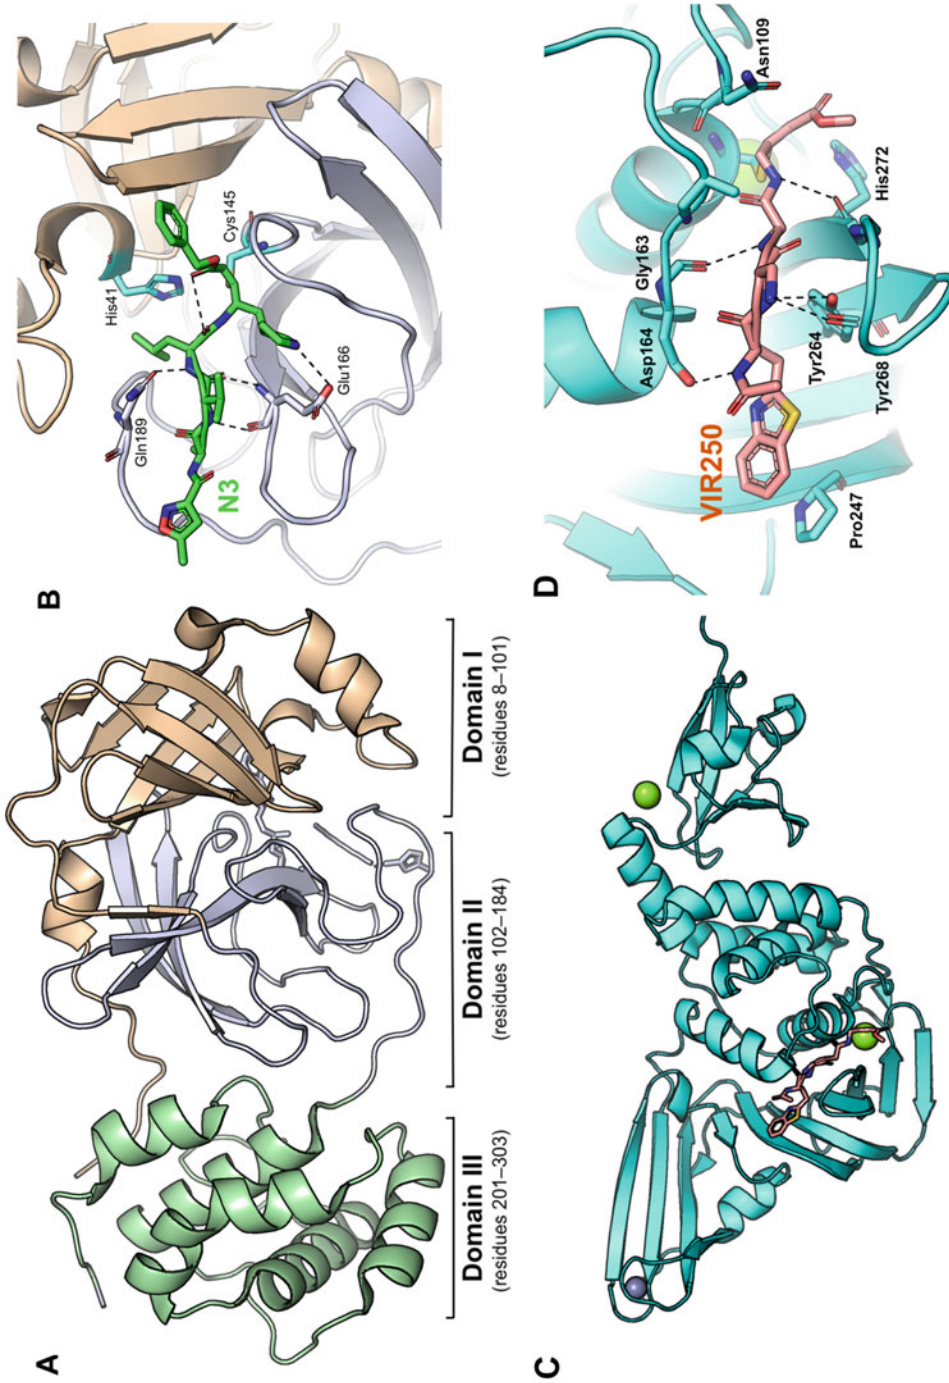 A
Domain III
(residues 201–303)
Domain II
(residues 102–184)
Domain I
(residues 8–101)
B
His41
Cys145
Gln189
Glu166
N3
C
D
Asn109
Gly163
Asp164
His272
Tyr264
Tyr268
VIR250
Pro247